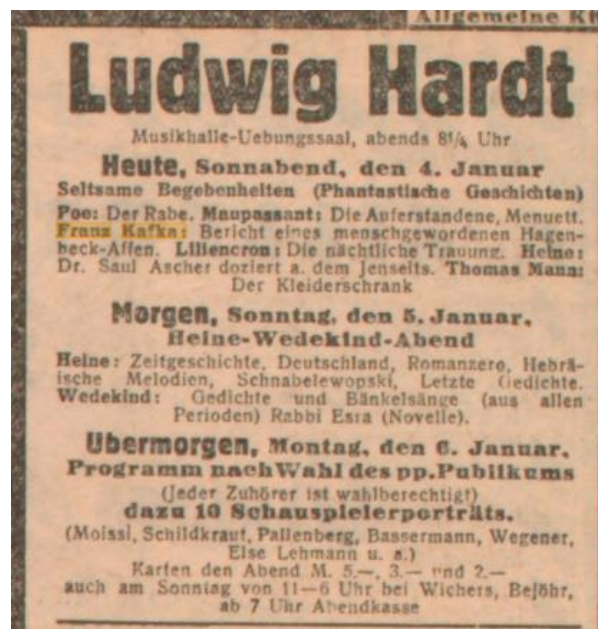 Allgemeine
Ludwig Hardt
Musikhalle-Uebungssaal, abends 8¼ Uhr
Heute, Sonnabend, den 4. Januar
Seltsame Begebenheiten (Phantastische Geschichten)
Poe: Der Rabe. Maupassant: Die Auferstandene, Menuett.
Franz Kafka: Bericht eines menschgewordenen Hagen-
beck-Affen. Liliencron: Die nächtliche Trauung. Heine:
Dr. Saul Ascher doziert a. dem Jenseits. Thomas Mann:
Der Kleiderschrank
Morgen, Sonntag, den 5. Januar,
Heine-Wedekind-Abend
Heine: Zeitgeschichte, Deutschland, Romanzero, Hebrä-
ische Melodien, Schnabelewopski, Letzte Gedichte.
Wedekind: Gedichte und Bänkelsänge (aus allen
Perioden) Rabbi Esra (Novelle).
Übermorgen, Montag, den 6. Januar,
Programm nach Wahl des pp. Publikums
(Jeder Zuhörer ist wahlberechtigt)
dazu 10 Schauspielerporträts.
(Moissi, Schildkraut, Pallenberg, Bassermann, Wegener,
Else Lehmann u. a.)
Karten den Abend M. 5.—, 3.— und 2.—
auch am Sonntag von 11—6 Uhr bei Wichers, Bejöhr,
ab 7 Uhr Abendkasse